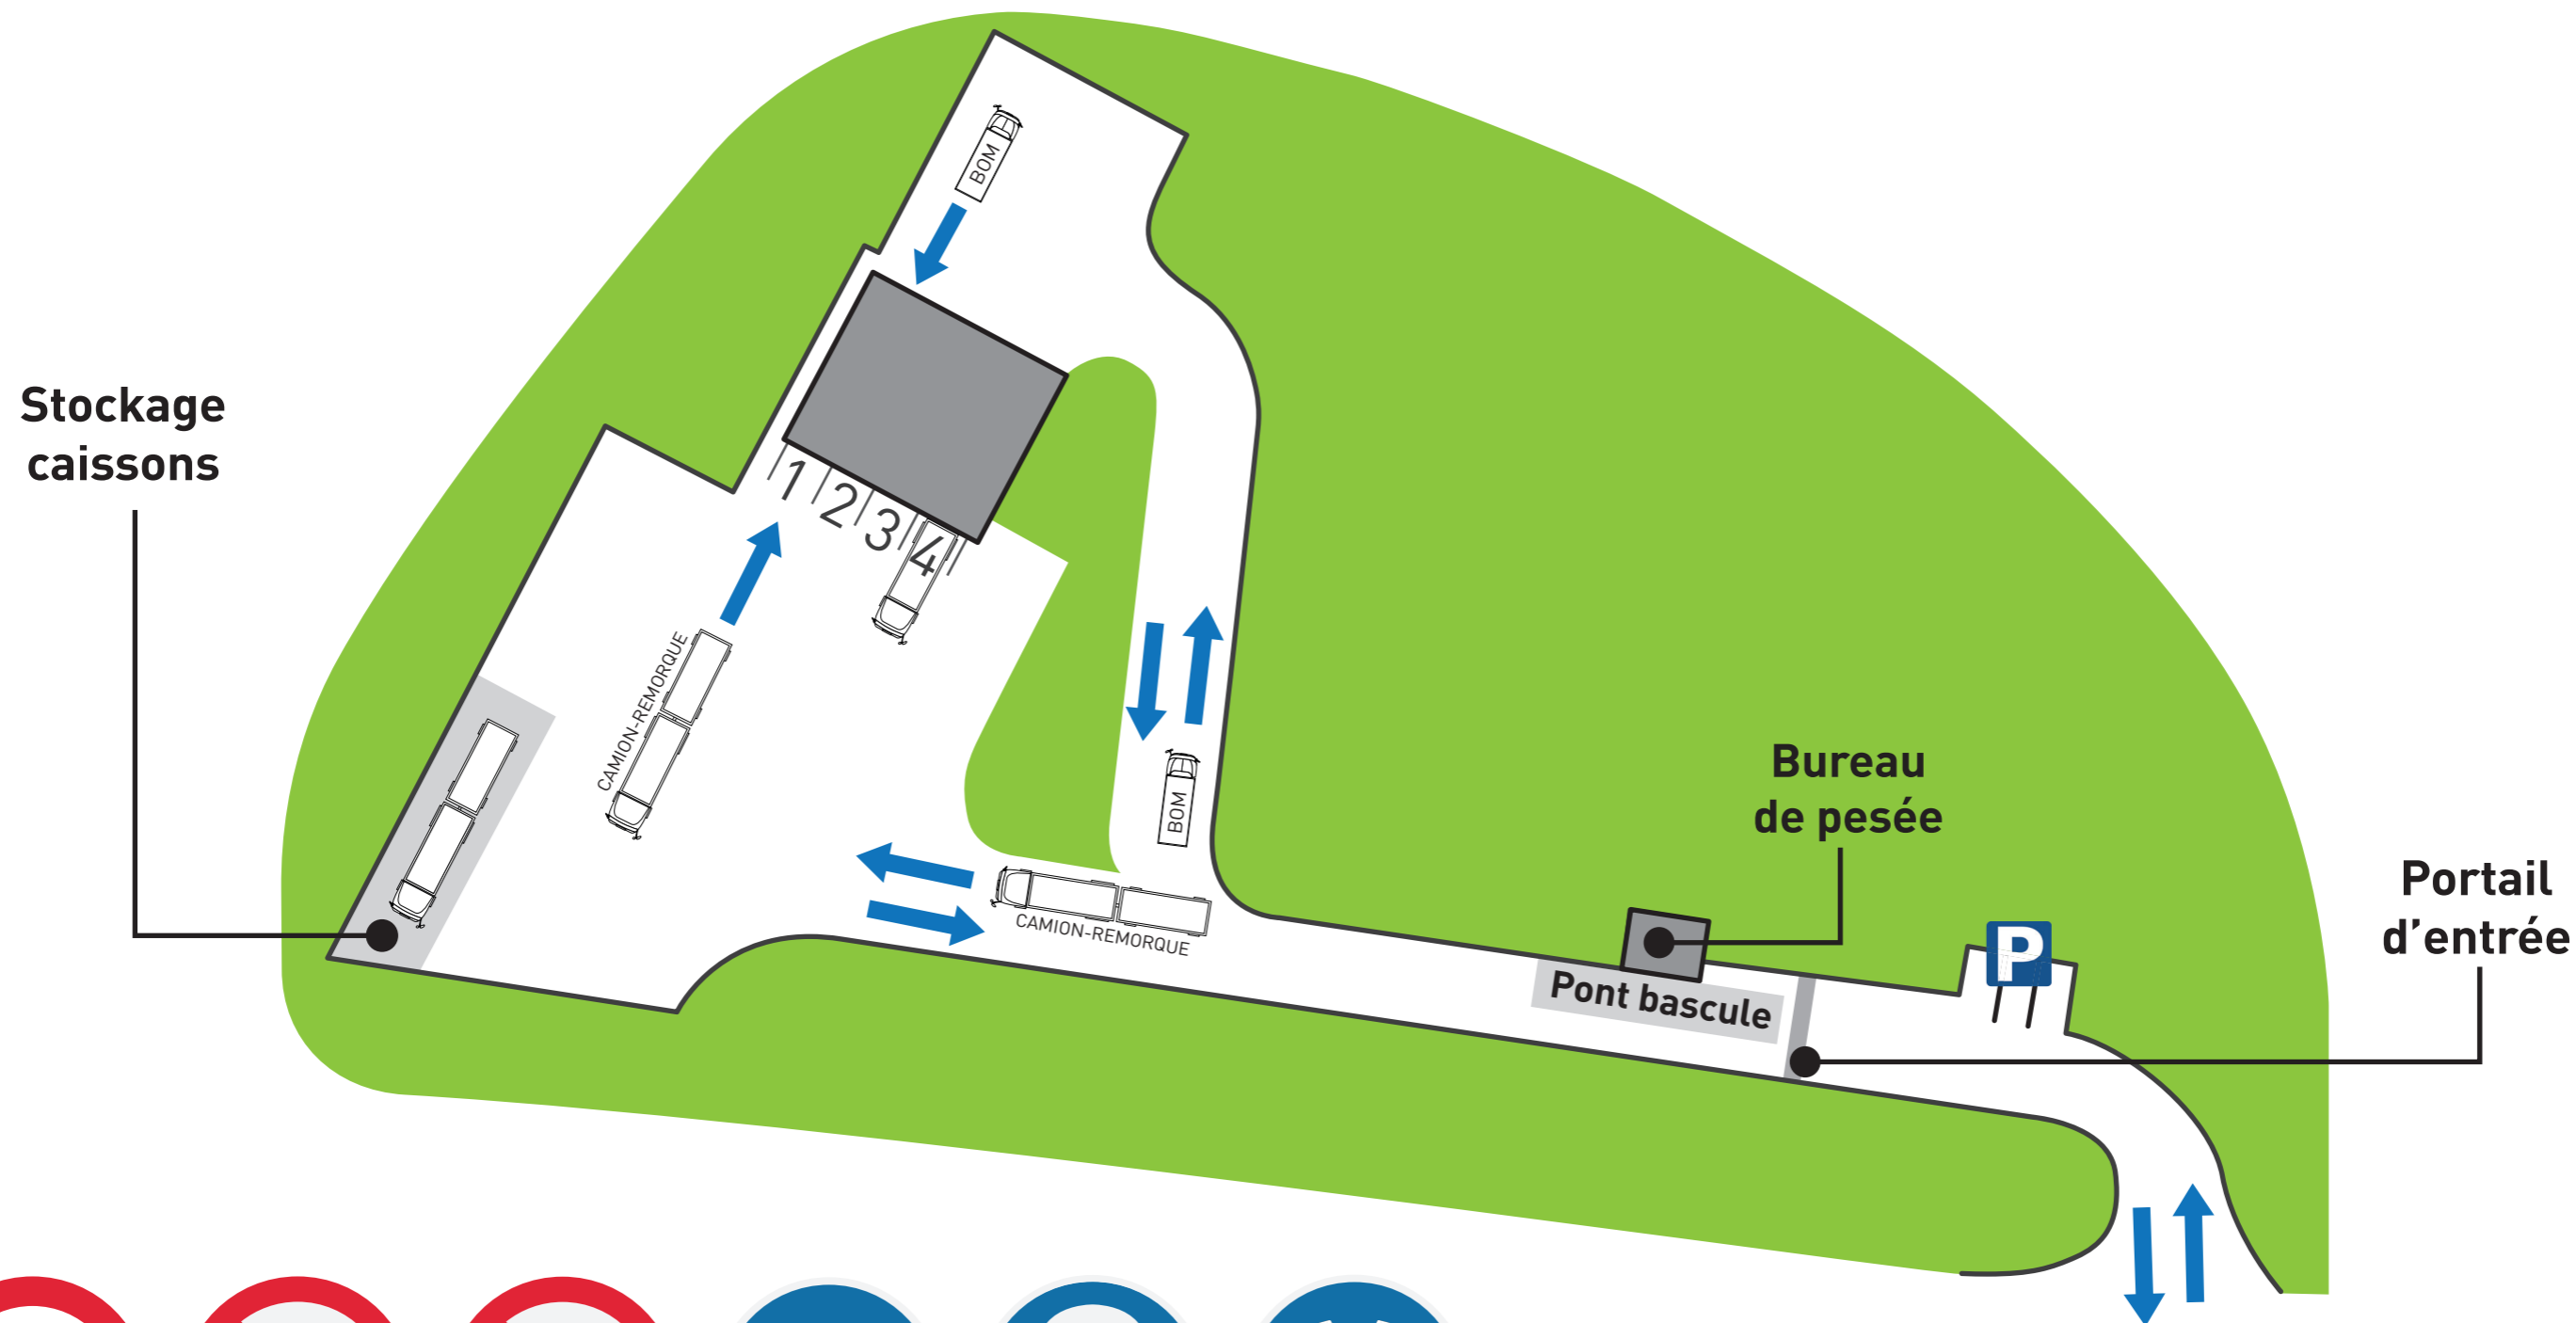 BOM
Stockage
caissons
1
2
3
4
CAMION-REMORQUE
Bureau
de pesée
BOM
Portail
d’entrée
CAMION-REMORQUE
P
Pont bascule